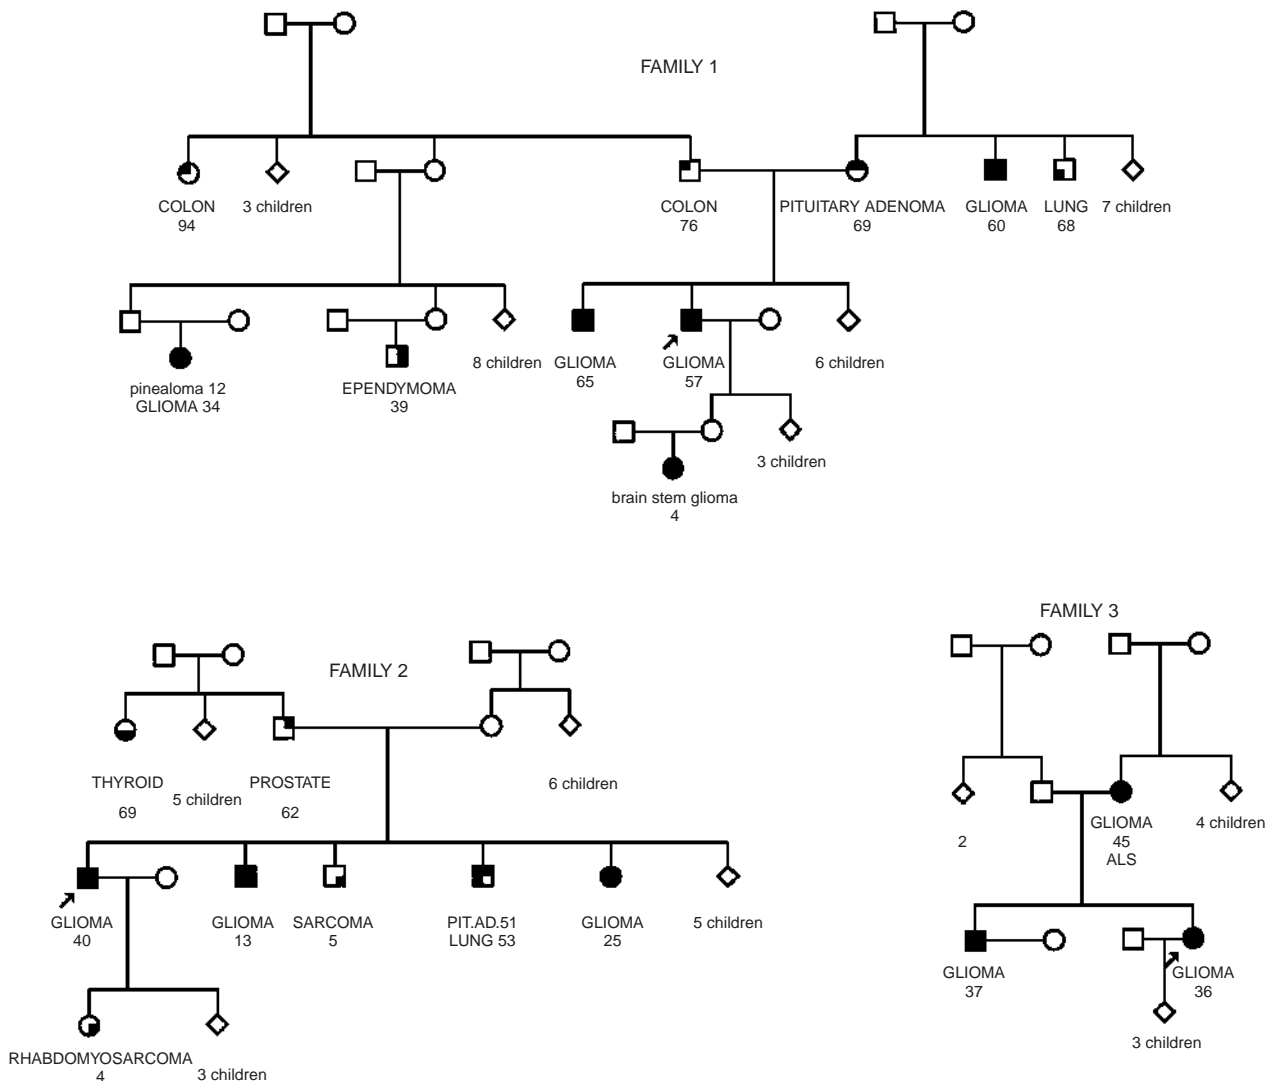 FAMILY 1
COLON
94
3 children
COLON
76
PITUITARY ADENOMA
69
GLIOMA
60
LUNG
68
7 children
pinealoma 12
GLIOMA 34
EPENDYMOMA
39
8 children
GLIOMA
65
GLIOMA
57
6 children
3 children
brain stem glioma
4
FAMILY 2
THYROID
69
5 children
PROSTATE
62
6 children
GLIOMA
40
GLIOMA
13
SARCOMA
5
PIT.AD.51
LUNG 53
GLIOMA
25
5 children
RHABDOMYOSARCOMA
4
3 children
FAMILY 3
2
GLIOMA
45
ALS
4 children
GLIOMA
37
GLIOMA
36
3 children